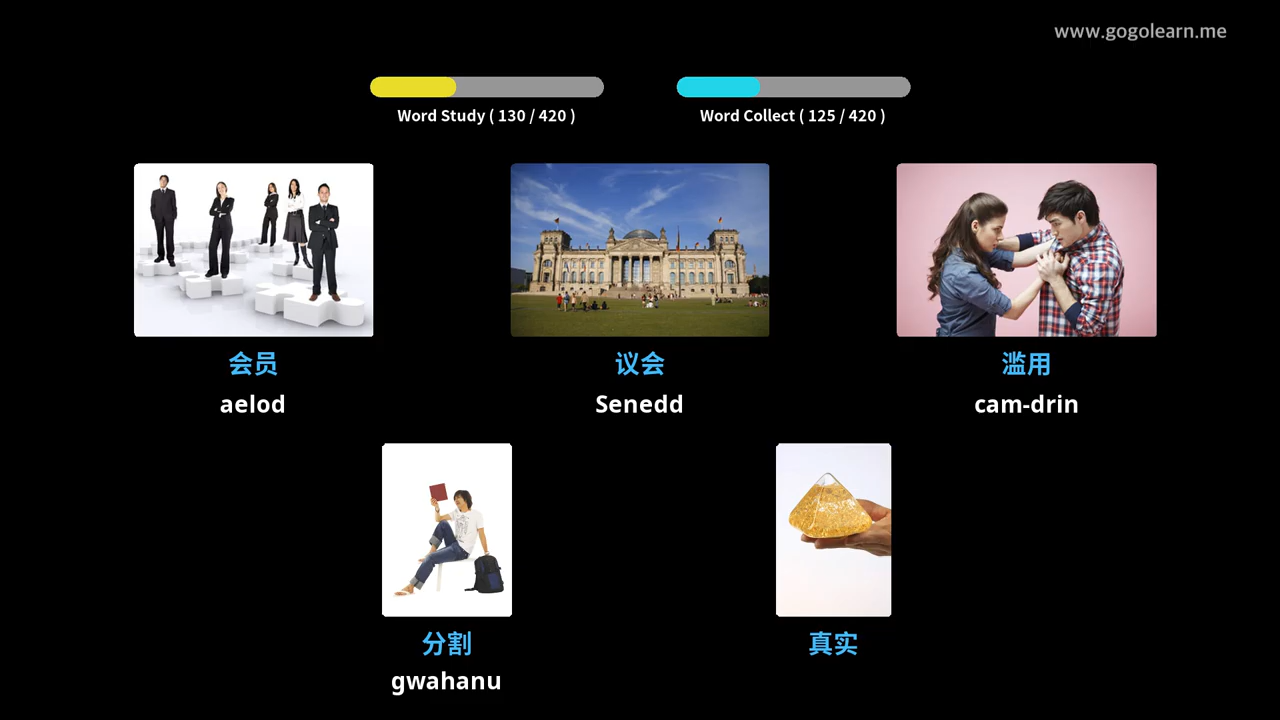 www.gogolearn.me
Word Study ( 130 / 420 )
Word Collect ( 125 / 420 )
会员
议会
滥用
aelod
Senedd
cam-drin
分割
真实
gwahanu